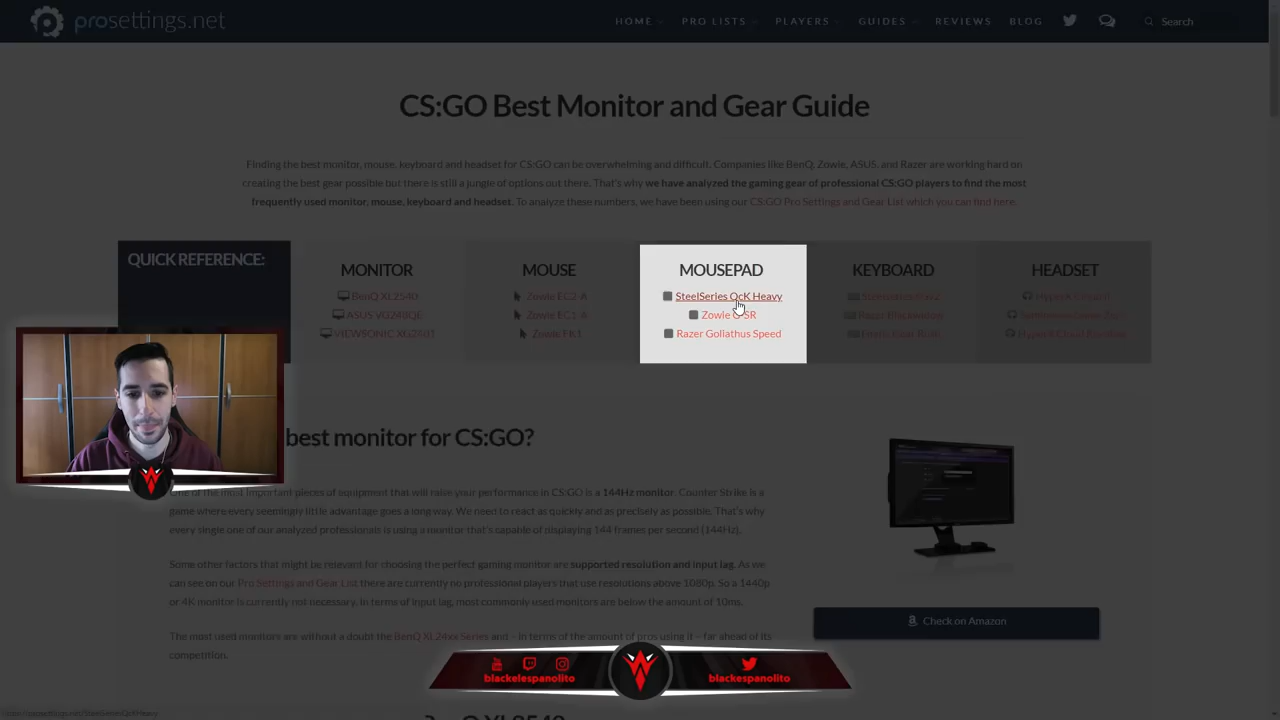 prosettings.net
HOME PRO LISTS PLAYERS GUIDES REVIEWS BLOG Search
CS:GO Best Monitor and Gear Guide
Finding the best monitor, mouse, keyboard and headset for CS:GO can be overwhelming and difficult. Companies like BenQ, Zowie, ASUS, and Razer are working hard on
creating the best gear possible but there is still a jungle of options out there. That's why we have analyzed the gaming gear of professional CS:GO players to find the most
frequently used monitor, mouse, keyboard and headset. To analyze these numbers, we have been using our CS:GO Pro Settings and Gear List which you can find here.
QUICK REFERENCE:
MONITOR
BenQ XL2540
ASUS VG248QE
VIEWSONIC XG2401
MOUSE
Zowie EC2-A
Zowie EC1-A
Zowie FK1
MOUSEPAD
SteelSeries QcK Heavy
Zowie G-SR
Razer Goliathus Speed
KEYBOARD
HEADSET
best monitor for CS:GO?
One of the most important pieces of equipment that will raise your performance in CS:GO is a 144Hz monitor. Counter Strike is a
game where every seemingly little advantage goes a long way. We need to react as quickly and as precisely as possible. That's why
every single one of our analyzed professionals is using a monitor that's capable of displaying 144 frames per second (144Hz).
Some other factors that might be relevant for choosing the perfect gaming monitor are supported resolution and input lag. As we
can see on our Pro Settings and Gear List there are currently no professional players that use resolutions above 1080p. So a 1440p
or 4K monitor is currently not necessary. In terms of input lag, most commonly used monitors are below the amount of 10ms.
The most used monitors are without a doubt the BenQ XL24xx Series and – in terms of the amount of pros using it – far ahead of its
competition.
Check on Amazon
blackelespanolito
blackespanolito